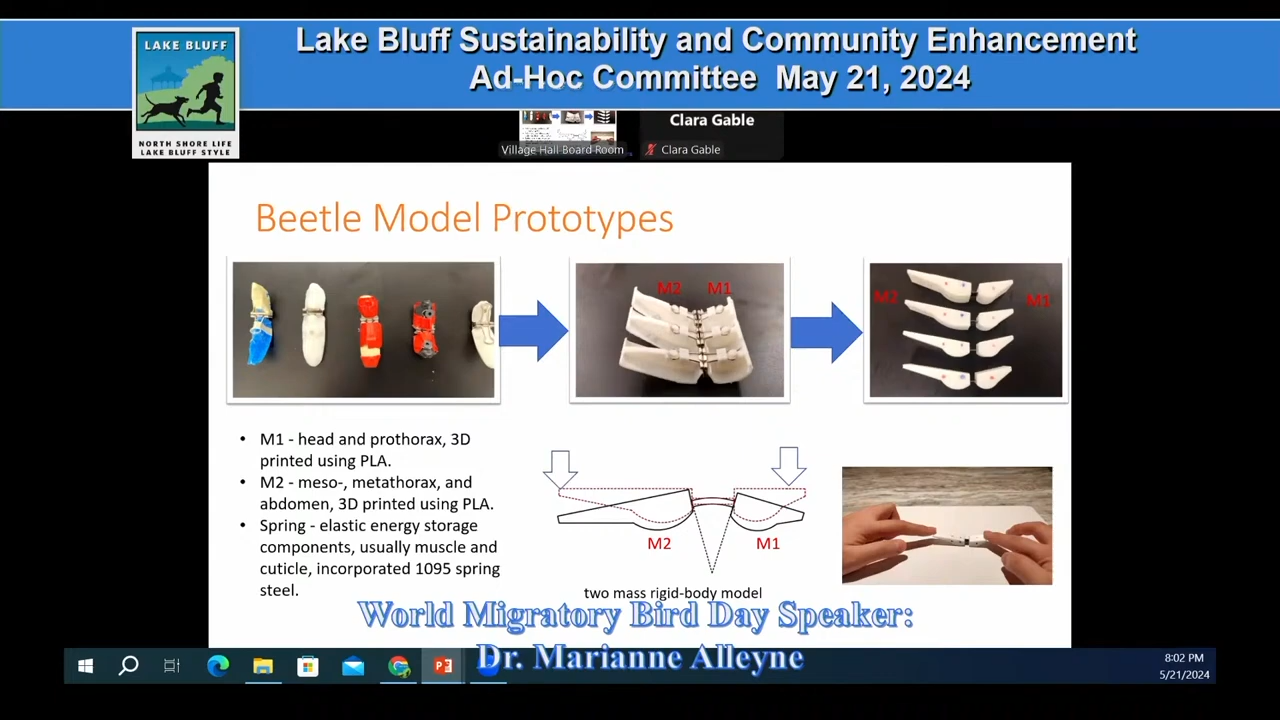 Lake Bluff Sustainability and Community Enhancement
Ad-Hoc Committee May 21, 2024
LAKE BLUFF
NORTH SHORE LIFE
LAKE BLUFF STYLE
Clara Gable
Village Hall Board Room
Clara Gable
Beetle Model Prototypes
M2 M1
M2 M1
• M1 - head and prothorax, 3D
printed using PLA.
• M2 - meso-, metathorax, and
abdomen, 3D printed using PLA.
• Spring - elastic energy storage
components, usually muscle and
cuticle, incorporated 1095 spring
steel.
M2 M1
two mass rigid-body model
World Migratory Bird Day Speaker:
Dr. Marianne Alleyne
8:02 PM
5/21/2024